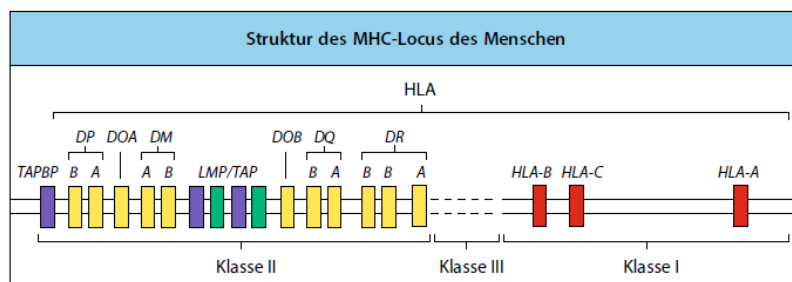 Struktur des MHC-Locus des Menschen
HLA
DP DOA DM DOB DQ DR
TAPBP B A A B LMP/TAP B A B B A HLA-B HLA-C HLA-A
Klasse II Klasse III Klasse I